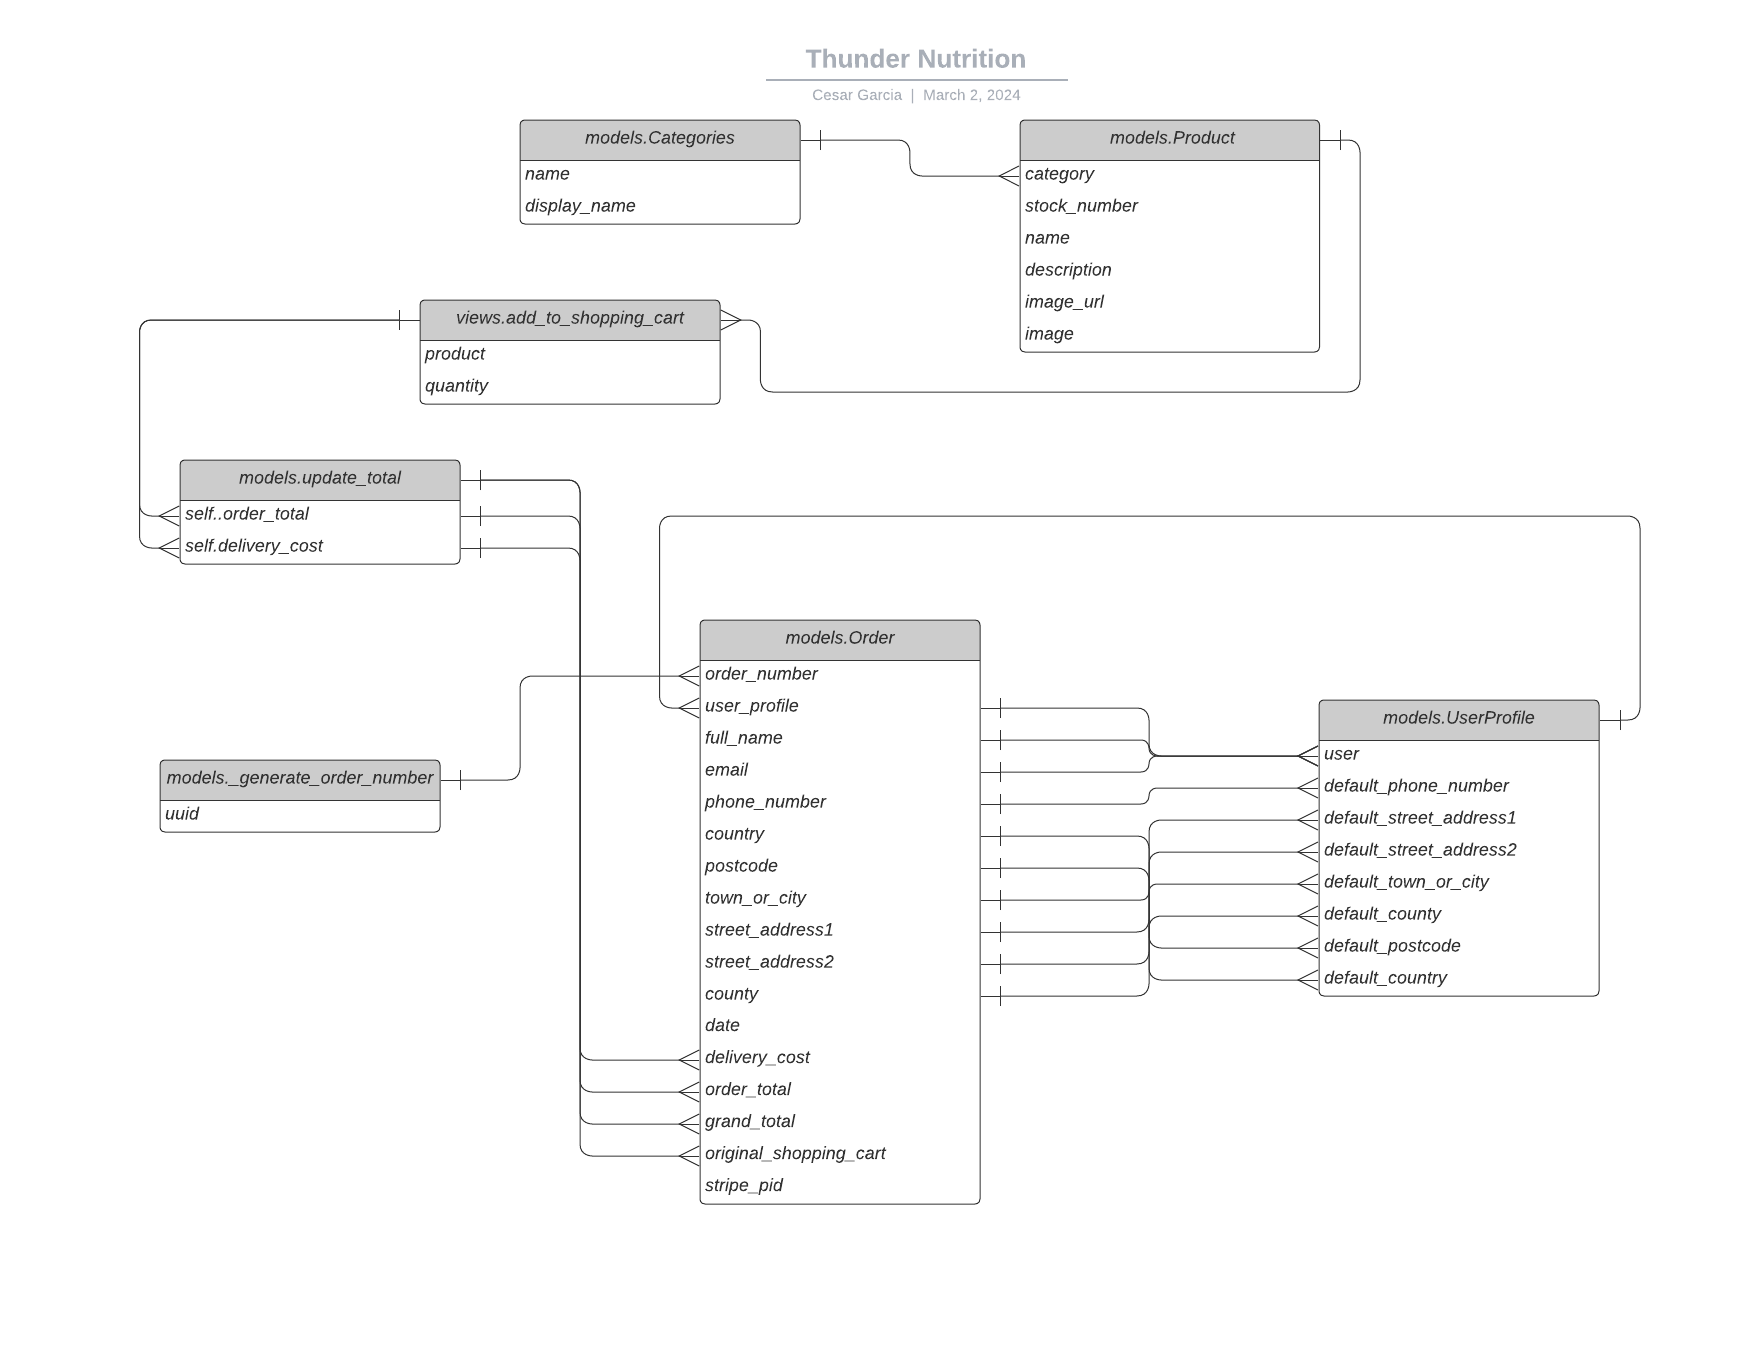 Thunder Nutrition
Cesar Garcia | March 2, 2024
models.Categories
name
display_name
models.Product
category
stock_number
name
description
image_url
image
views.add_to_shopping_cart
product
quantity
models.update_total
self..order_total
self.delivery_cost
models.Order
order_number
user_profile
full_name
email
phone_number
country
postcode
town_or_city
street_address1
street_address2
county
date
delivery_cost
order_total
grand_total
original_shopping_cart
stripe_pid
models._generate_order_number
uuid
models.UserProfile
user
default_phone_number
default_street_address1
default_street_address2
default_town_or_city
default_county
default_postcode
default_country